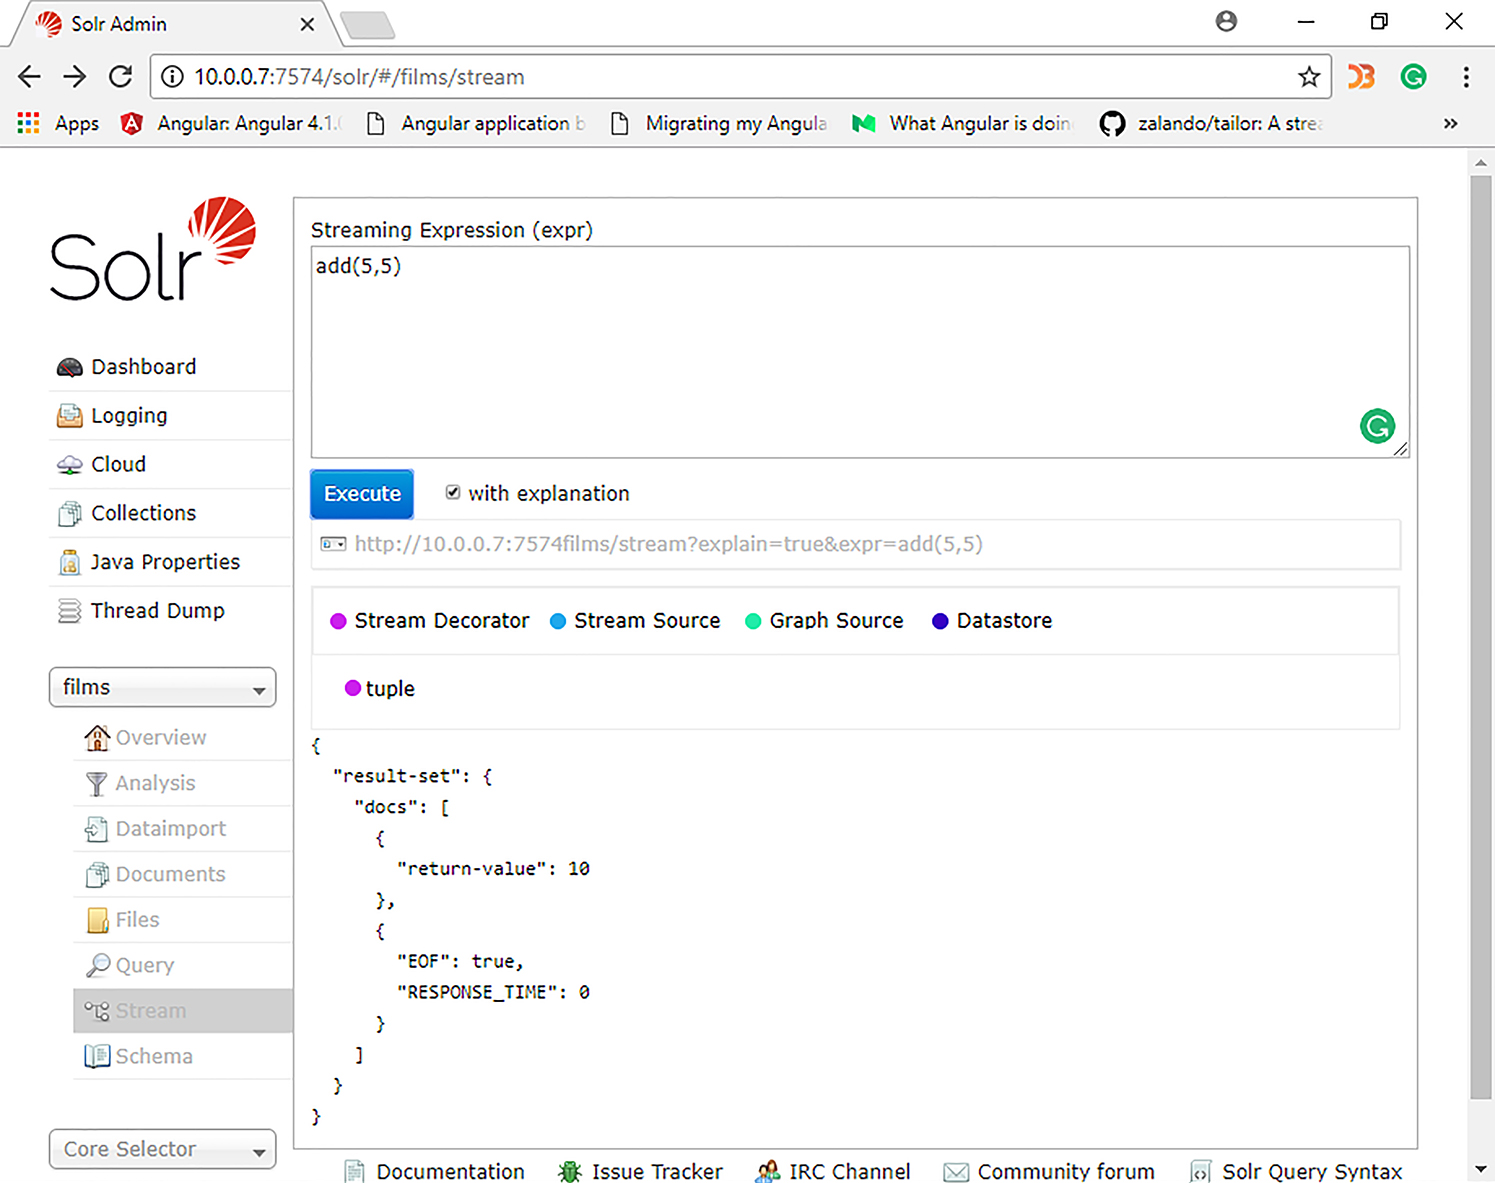 Solr Admin
10.0.0.7:7574/solr/#/films/stream
Apps
Angular: Angular 4.1.
Angular application b
Migrating my Angula
What Angular is doin
zalando/tailor: A stre
»
Solr
Dashboard
Logging
Cloud
Collections
Java Properties
Thread Dump
films
Overview
Analysis
Dataimport
Documents
Files
Query
Stream
Schema
Core Selector
Streaming Expression (expr)
add(5,5)
Execute
with explanation
http://10.0.0.7:7574films/stream?explain=true&expr=add(5,5)
Stream Decorator
Stream Source
Graph Source
Datastore
tuple
{
"result-set": {
"docs": [
{
"return-value": 10
},
{
"EOF": true,
"RESPONSE_TIME": 0
}
]
}
}
Documentation
Issue Tracker
IRC Channel
Community forum
Solr Query Syntax